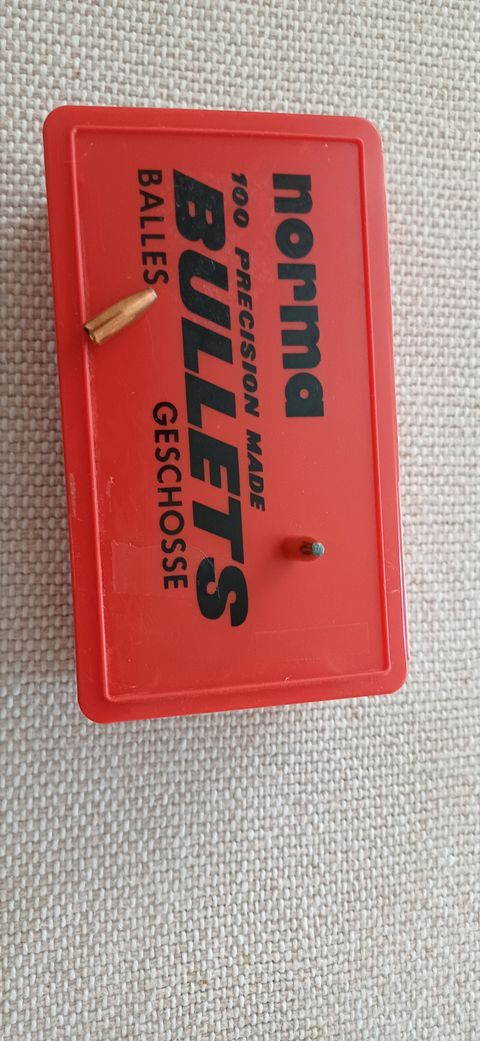 norma
100 PRECISION MADE
BULLETS
BALLES GESCHOSSE